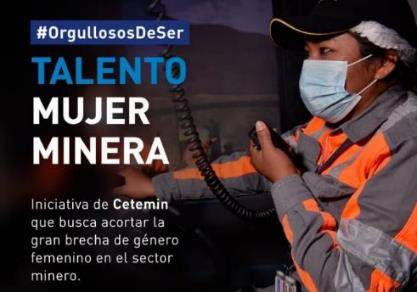 #OrgullososDeSer
TALENTO
MUJER
MINERA
Iniciativa de Cetemin
que busca acortar la
gran brecha de género
femenino en el sector
minero.